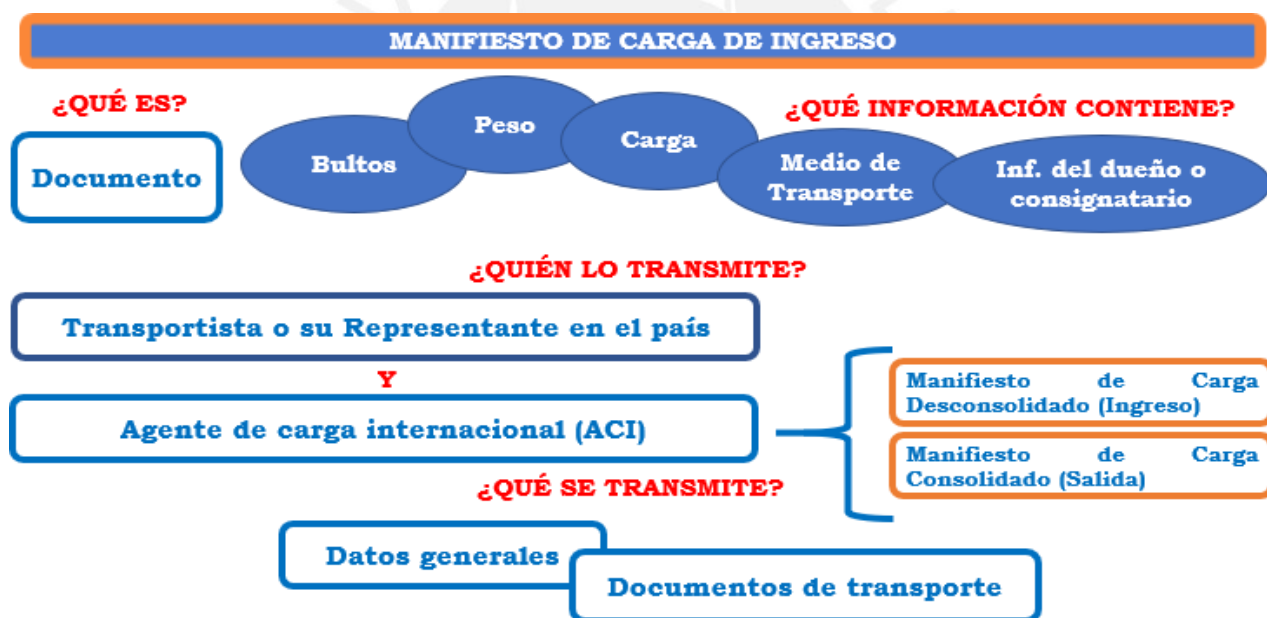 MANIFIESTO DE CARGA DE INGRESO
¿QUÉ ES?
Documento
¿QUÉ INFORMACIÓN CONTIENE?
Bultos
Peso
Carga
Medio de
Transporte
Inf. del dueño o
consignatario
¿QUIÉN LO TRANSMITE?
Transportista o su Representante en el país
Y
Agente de carga internacional (ACI)
Manifiesto de Carga
Desconsolidado (Ingreso)
Manifiesto de Carga
Consolidado (Salida)
¿QUÉ SE TRANSMITE?
Datos generales
Documentos de transporte